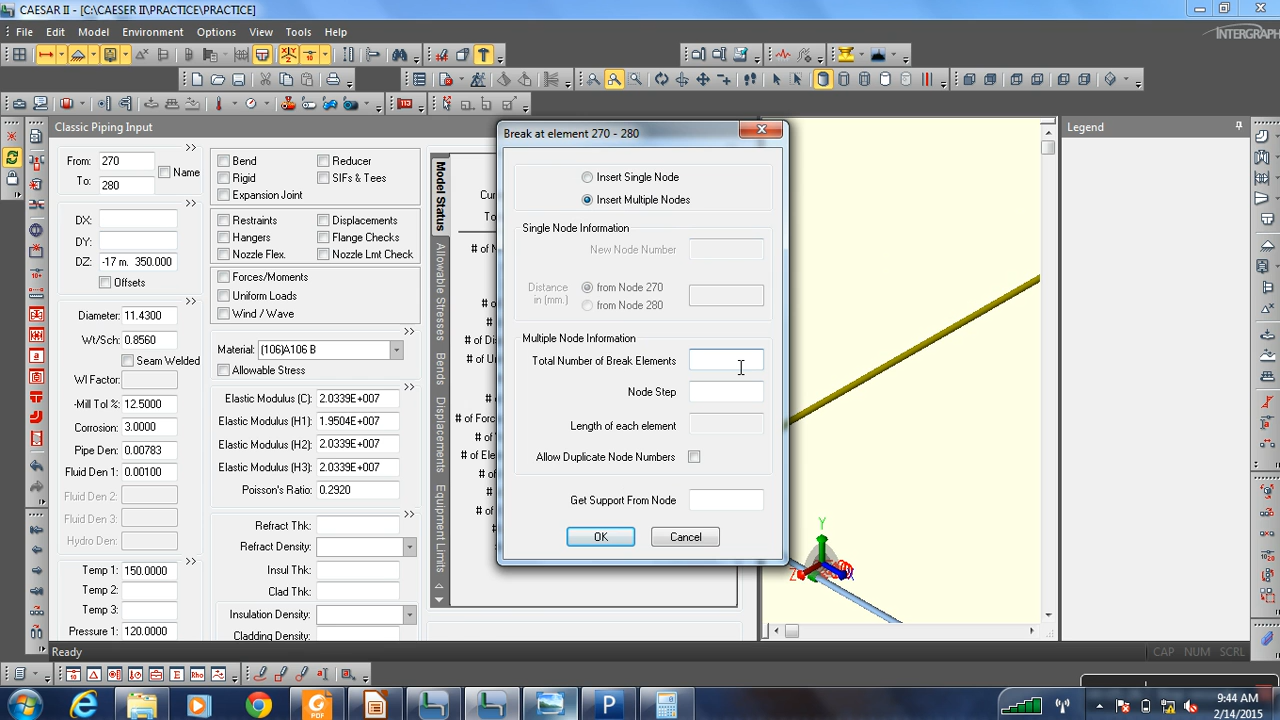 CAESAR II - [C:\CAESER II\PRACTICE\PRACTICE]
File Edit Model Environment Options View Tools Help
INTERGRAPH
Classic Piping Input
From: 270
To: 280
Name
DX:
DY:
DZ: -17 m. 350.000
Offsets
Diameter: 11.4300
Wt/Sch: 0.8560
Seam Welded
WI Factor:
-Mill Tol %: 12.5000
Corrosion: 3.0000
Pipe Den: 0.00783
Fluid Den 1: 0.00100
Fluid Den 2:
Fluid Den 3:
Hydro Den:
Temp 1: 150.0000
Temp 2:
Temp 3:
Pressure 1: 120.0000
Bend Reducer
Rigid SIFs & Tees
Expansion Joint
Restraints Displacements
Hangers Flange Checks
Nozzle Flex. Nozzle Lmt Check
Forces/Moments
Uniform Loads
Wind / Wave
Material: (106)A106 B
Allowable Stress
Elastic Modulus (C): 2.0339E+007
Elastic Modulus (H1): 1.9504E+007
Elastic Modulus (H2): 2.0339E+007
Elastic Modulus (H3): 2.0339E+007
Poisson's Ratio: 0.2920
Refract Thk:
Refract Density:
Insul Thk:
Clad Thk:
Insulation Density:
Cladding Density:
Model Status
Allowable Stresses
Bends
Displacements
Equipment Limits
Break at element 270 - 280
Insert Single Node
Insert Multiple Nodes
Single Node Information
New Node Number
Distance in (mm.)
from Node 270
from Node 280
Multiple Node Information
Total Number of Break Elements
Node Step
Length of each element
Allow Duplicate Node Numbers
Get Support From Node
OK Cancel
Y
Z X
Legend
Ready
CAP NUM SCRL
9:44 AM
2/14/2015